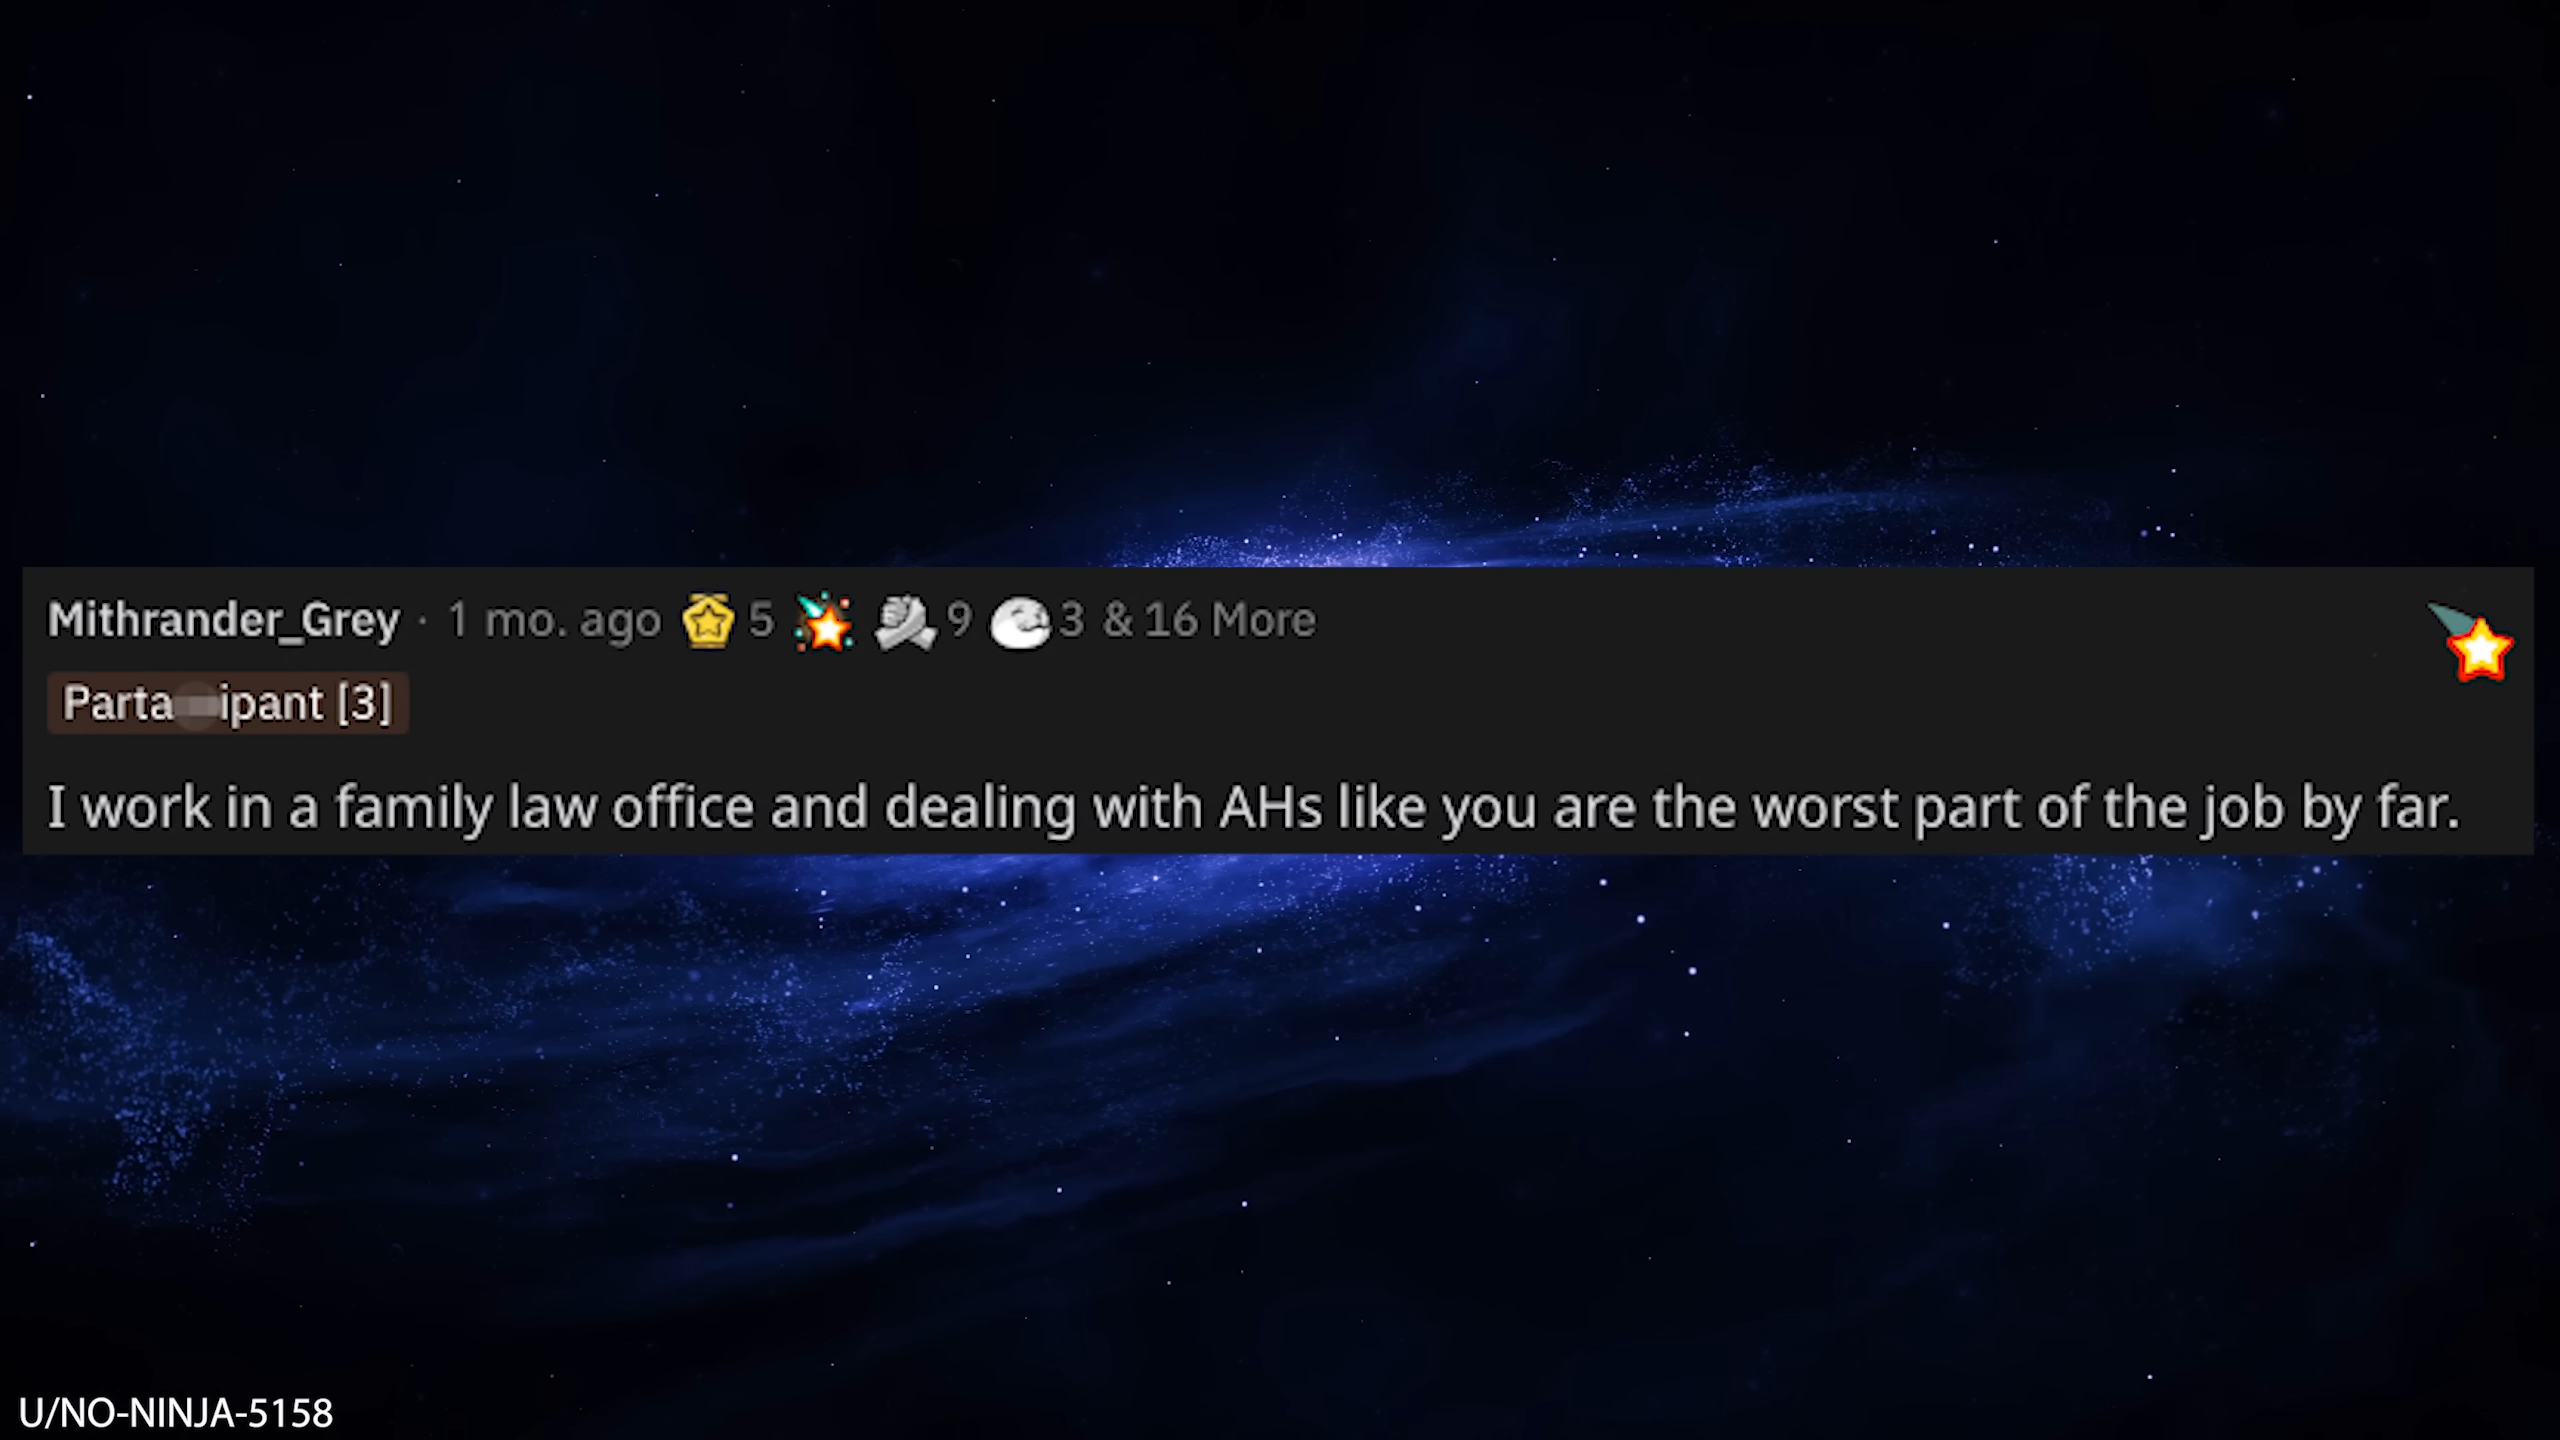 Mithrander_Grey · 1 mo. ago 5 9 3 & 16 More
Parta ipant [3]
I work in a family law office and dealing with AHs like you are the worst part of the job by far.
U/NO-NINJA-5158